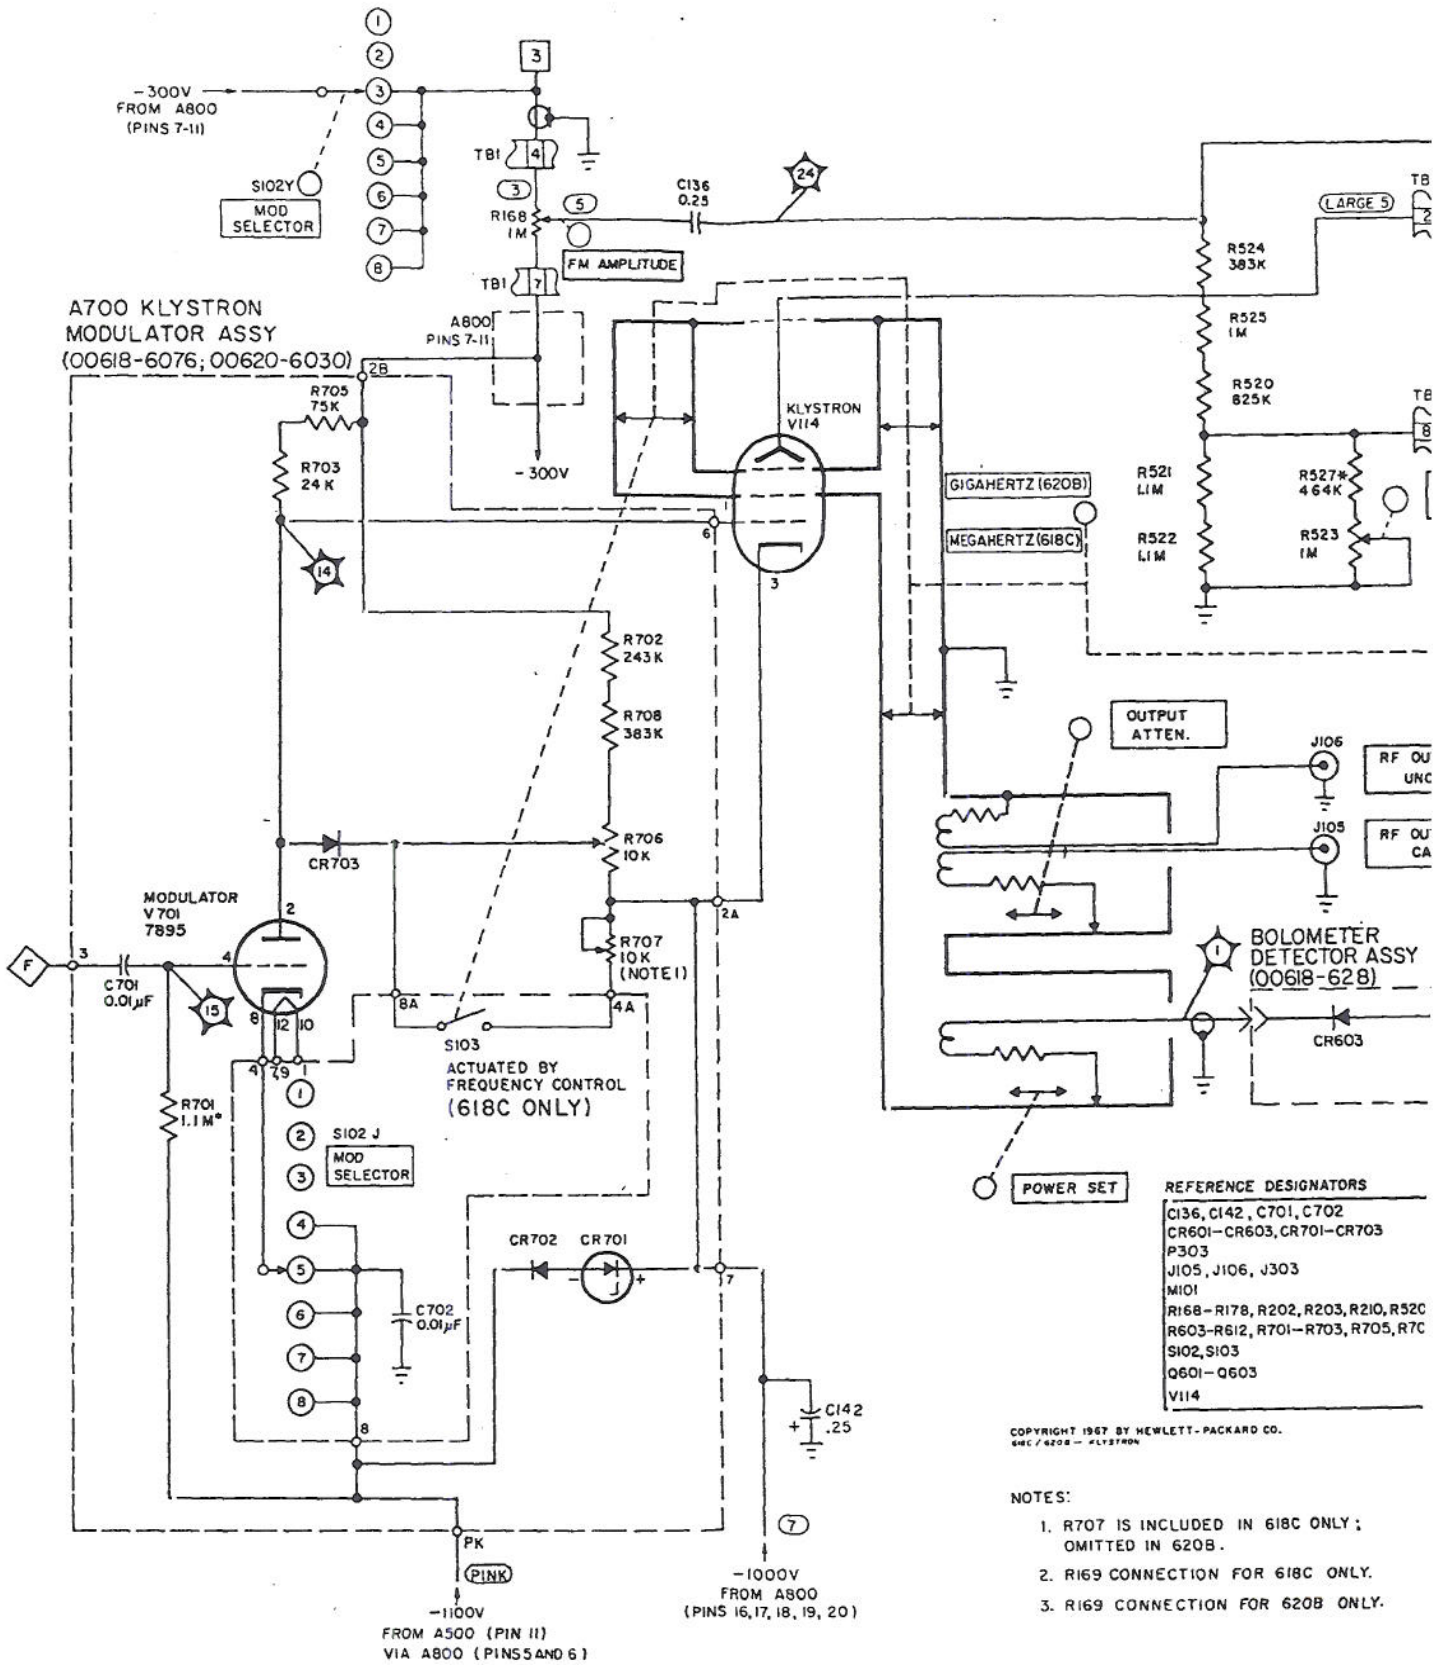 1
2
3
3
4
5
6
7
8
-300V
FROM A800
(PINS 7-11)
S102Y
MOD
SELECTOR
TB1
4
3
R168
1M
5
FM AMPLITUDE
C136
0.25
24
TB1
7
A800
PINS 7-11
-300V
TB
2
LARGE 5
R524
383K
R525
1M
R520
825K
TB
8
R521
1.1M
R527*
464K
R522
1.1M
R523
1M
A700 KLYSTRON
MODULATOR ASSY
(00618-6076; 00620-6030)
2B
R705
75K
R703
24K
14
KLYSTRON
V114
6
3
GIGAHERTZ (620B)
MEGAHERTZ (618C)
R702
243K
R708
383K
R706
10K
CR703
2A
R707
10K
(NOTE 1)
MODULATOR
V701
7895
2
4
F
3
C701
0.01µF
15
8
12
10
4
7,9
8A
4A
S103
ACTUATED BY
FREQUENCY CONTROL
(618C ONLY)
R701
1.1M*
1
2
3
4
5
6
7
8
S102 J
MOD
SELECTOR
C702
0.01µF
8
CR702
CR701
-
+
7
C142
+
.25
PK
PINK
7
-1100V
FROM A500 (PIN 11)
VIA A800 (PINS 5 AND 6)
-1000V
FROM A800
(PINS 16, 17, 18, 19, 20)
OUTPUT
ATTEN.
J106
RF OU
UNC
J105
RF OU
CA
1
BOLOMETER
DETECTOR ASSY
(00618-628)
CR603
POWER SET
REFERENCE DESIGNATORS
C136, C142, C701, C702
CR601-CR603, CR701-CR703
P303
J105, J106, J303
M101
R168-R178, R202, R203, R210, R520
R603-R612, R701-R703, R705, R70
S102, S103
Q601-Q603
V114
COPYRIGHT 1967 BY HEWLETT-PACKARD CO.
618C/620B - KLYSTRON
NOTES:
1. R707 IS INCLUDED IN 618C ONLY;
OMITTED IN 620B.
2. R169 CONNECTION FOR 618C ONLY.
3. R169 CONNECTION FOR 620B ONLY.